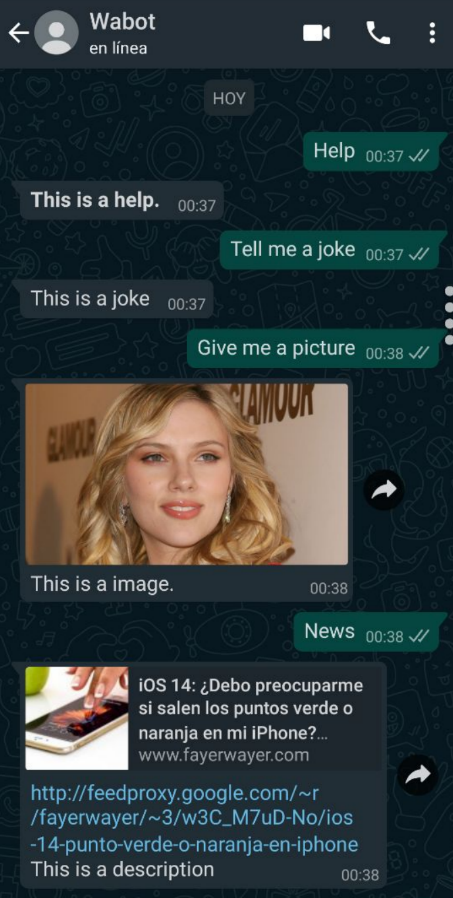 Wabot
en línea
HOY
Help 00:37
This is a help. 00:37
Tell me a joke 00:37
This is a joke 00:37
Give me a picture 00:38
GLAMOUR
GLAMOUR
This is a image. 00:38
News 00:38
iOS 14: ¿Debo preocuparme
si salen los puntos verde o
naranja en mi iPhone?...
www.fayerwayer.com
http://feedproxy.google.com/~r
/fayerwayer/~3/w3C_M7uD-No/ios
-14-punto-verde-o-naranja-en-iphone
This is a description 00:38